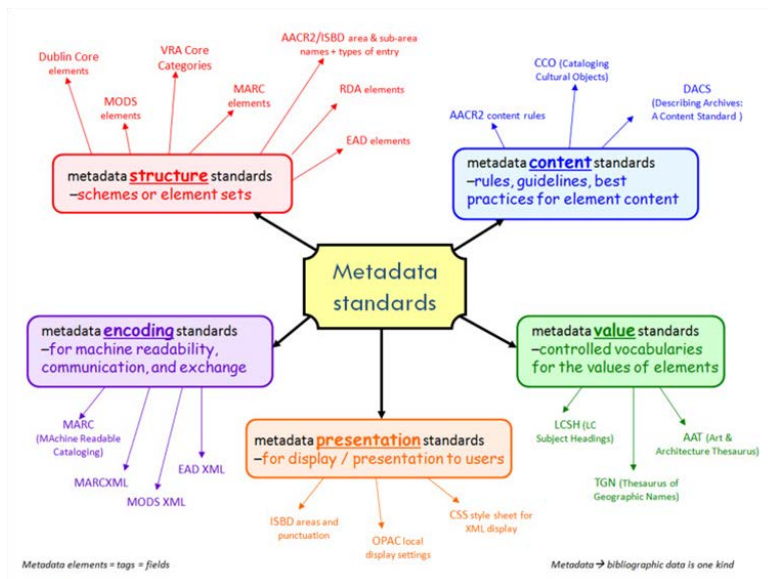 Dublin Core
elements
MODS
elements
VRA Core
Categories
MARC
elements
AACR2/ISBD area & sub-area
names + types of entry
RDA elements
EAD elements
metadata structure standards
–schemes or element sets
AACR2 content rules
CCO (Cataloging
Cultural Objects)
DACS
(Describing Archives:
A Content Standard )
metadata content standards
–rules, guidelines, best
practices for element content
Metadata
standards
metadata encoding standards
–for machine readability,
communication, and exchange
MARC
(MAchine Readable
Cataloging)
MARCXML
MODS XML
EAD XML
metadata presentation standards
–for display / presentation to users
ISBD areas and
punctuation
OPAC local
display settings
CSS style sheet for
XML display
metadata value standards
–controlled vocabularies
for the values of elements
LCSH (LC
Subject Headings)
TGN (Thesaurus of
Geographic Names)
AAT (Art &
Architecture Thesaurus)
Metadata elements = tags = fields
Metadata → bibliographic data is one kind